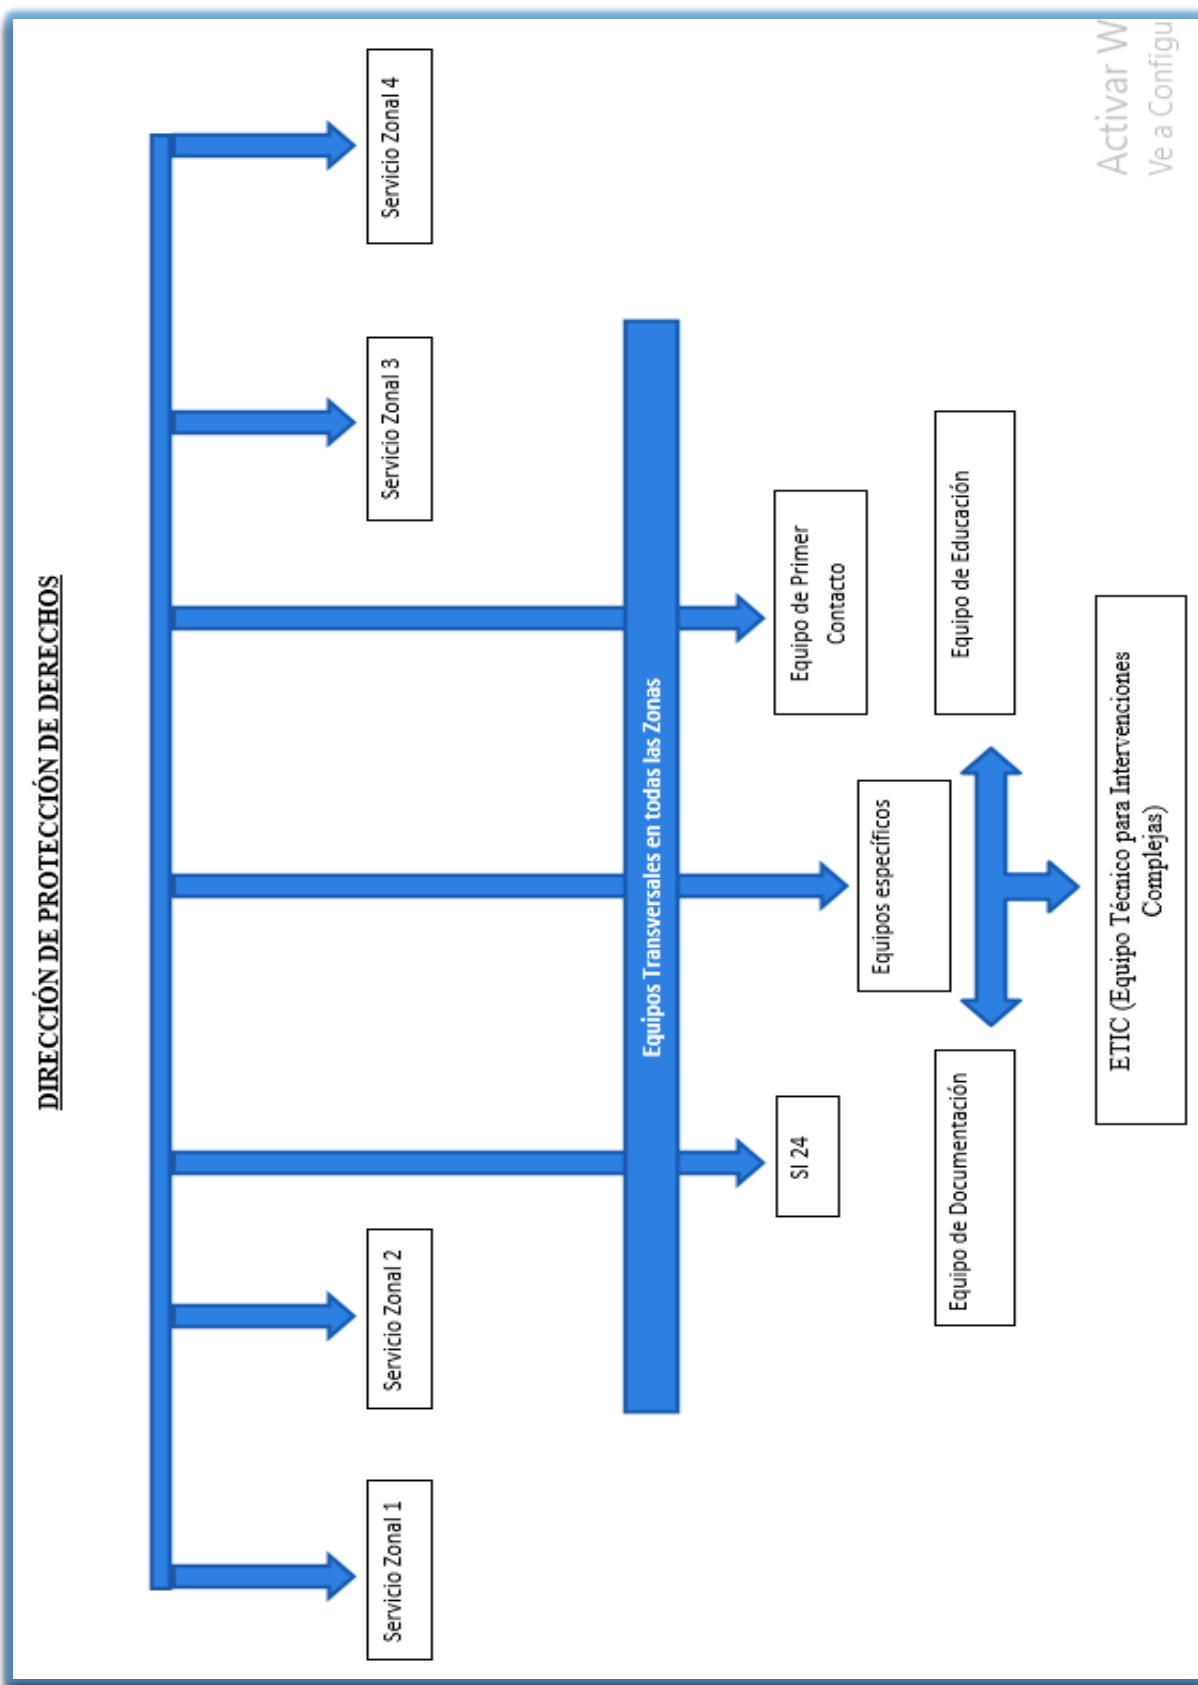 DIRECCIÓN DE PROTECCIÓN DE DERECHOS
Servicio Zonal 1
Servicio Zonal 2
Servicio Zonal 3
Servicio Zonal 4
Equipos Transversales en todas las Zonas
SI 24
Equipos específicos
Equipo de Primer
Contacto
Equipo de Documentación
Equipo de Educación
ETIC (Equipo Técnico para Intervenciones
Complejas)
Activar W
Ve a Configu